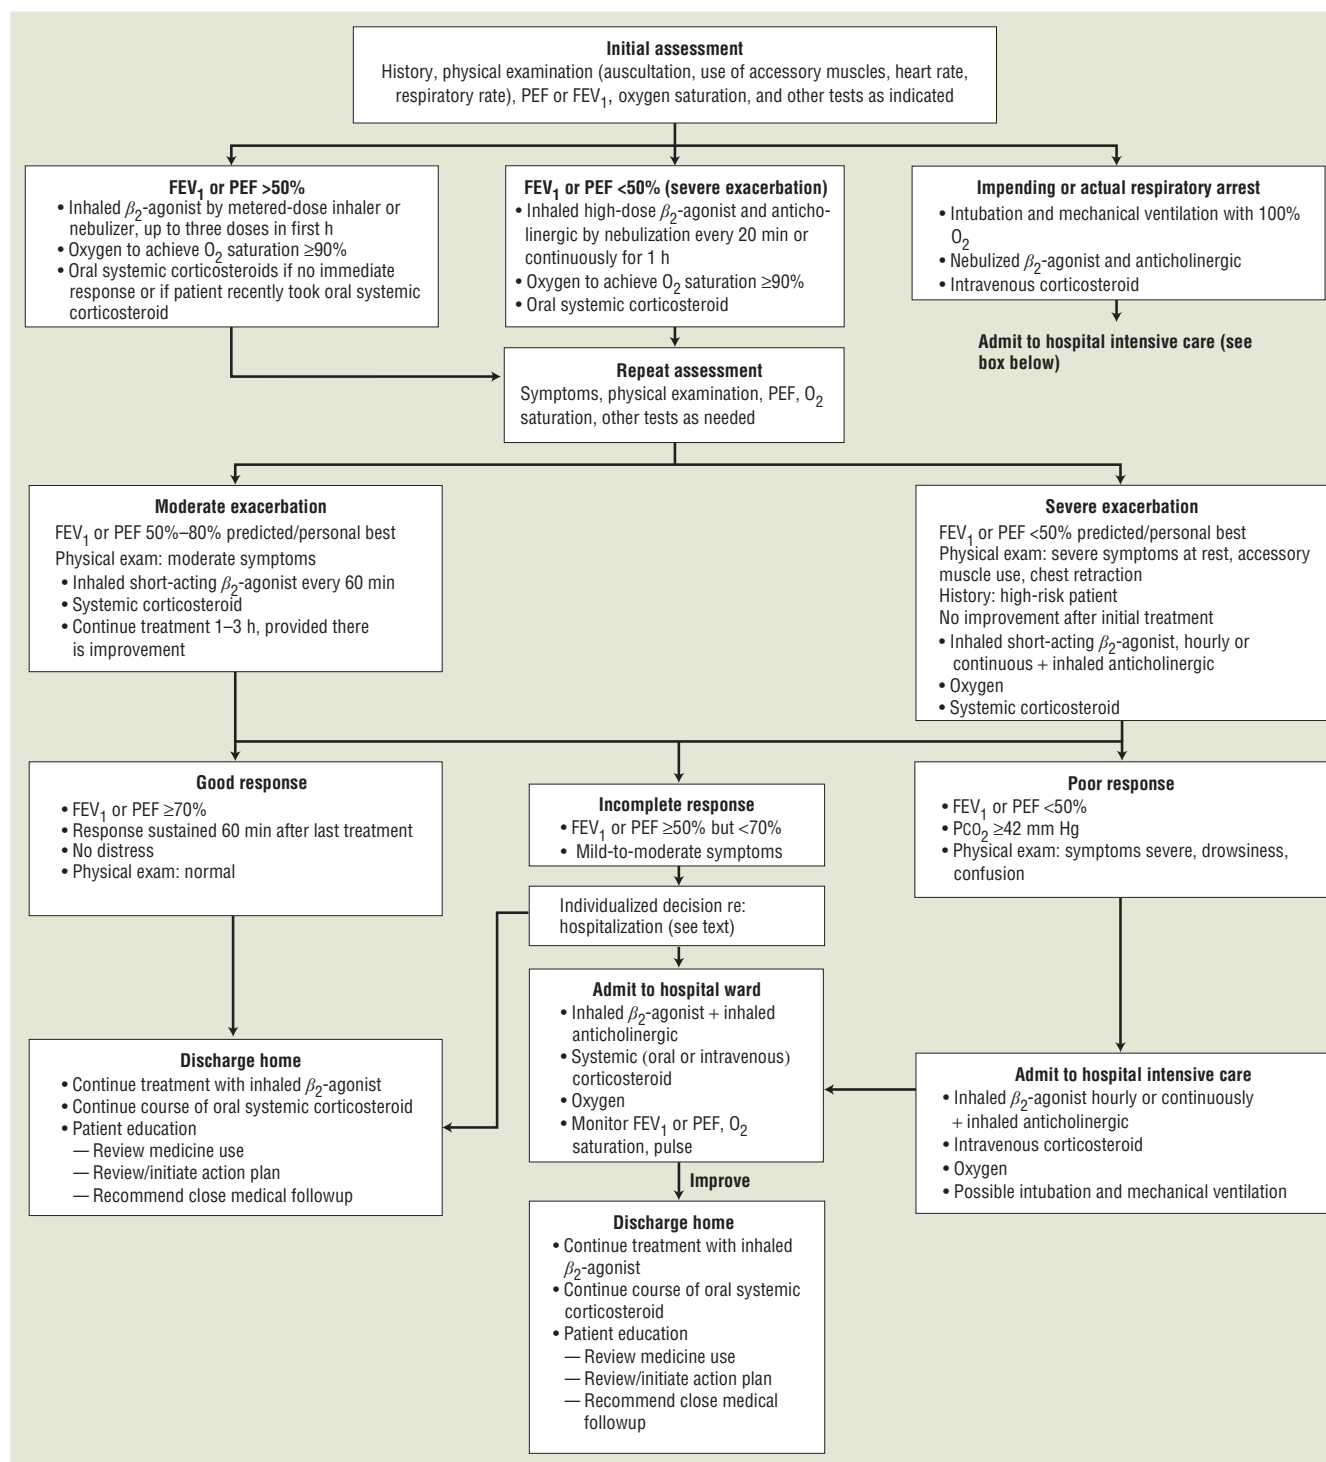 Initial assessment
History, physical examination (auscultation, use of accessory muscles, heart rate,
respiratory rate), PEF or FEV₁, oxygen saturation, and other tests as indicated
FEV₁ or PEF >50%
• Inhaled β₂-agonist by metered-dose inhaler or
nebulizer, up to three doses in first h
• Oxygen to achieve O₂ saturation ≥90%
• Oral systemic corticosteroids if no immediate
response or if patient recently took oral systemic
corticosteroid
FEV₁ or PEF <50% (severe exacerbation)
• Inhaled high-dose β₂-agonist and anticho-
linergic by nebulization every 20 min or
continuously for 1 h
• Oxygen to achieve O₂ saturation ≥90%
• Oral systemic corticosteroid
Impending or actual respiratory arrest
• Intubation and mechanical ventilation with 100%
O₂
• Nebulized β₂-agonist and anticholinergic
• Intravenous corticosteroid
Admit to hospital intensive care (see
box below)
Repeat assessment
Symptoms, physical examination, PEF, O₂
saturation, other tests as needed
Moderate exacerbation
FEV₁ or PEF 50%–80% predicted/personal best
Physical exam: moderate symptoms
• Inhaled short-acting β₂-agonist every 60 min
• Systemic corticosteroid
• Continue treatment 1–3 h, provided there
is improvement
Severe exacerbation
FEV₁ or PEF <50% predicted/personal best
Physical exam: severe symptoms at rest, accessory
muscle use, chest retraction
History: high-risk patient
No improvement after initial treatment
• Inhaled short-acting β₂-agonist, hourly or
continuous + inhaled anticholinergic
• Oxygen
• Systemic corticosteroid
Good response
• FEV₁ or PEF ≥70%
• Response sustained 60 min after last treatment
• No distress
• Physical exam: normal
Incomplete response
• FEV₁ or PEF ≥50% but <70%
• Mild-to-moderate symptoms
Poor response
• FEV₁ or PEF <50%
• PCO₂ ≥42 mm Hg
• Physical exam: symptoms severe, drowsiness,
confusion
Individualized decision re:
hospitalization (see text)
Admit to hospital ward
• Inhaled β₂-agonist + inhaled
anticholinergic
• Systemic (oral or intravenous)
corticosteroid
• Oxygen
• Monitor FEV₁ or PEF, O₂
saturation, pulse
Discharge home
• Continue treatment with inhaled β₂-agonist
• Continue course of oral systemic corticosteroid
• Patient education
— Review medicine use
— Review/initiate action plan
— Recommend close medical followup
Admit to hospital intensive care
• Inhaled β₂-agonist hourly or continuously
+ inhaled anticholinergic
• Intravenous corticosteroid
• Oxygen
• Possible intubation and mechanical ventilation
Improve
Discharge home
• Continue treatment with inhaled
β₂-agonist
• Continue course of oral systemic
corticosteroid
• Patient education
— Review medicine use
— Review/initiate action plan
— Recommend close medical
followup